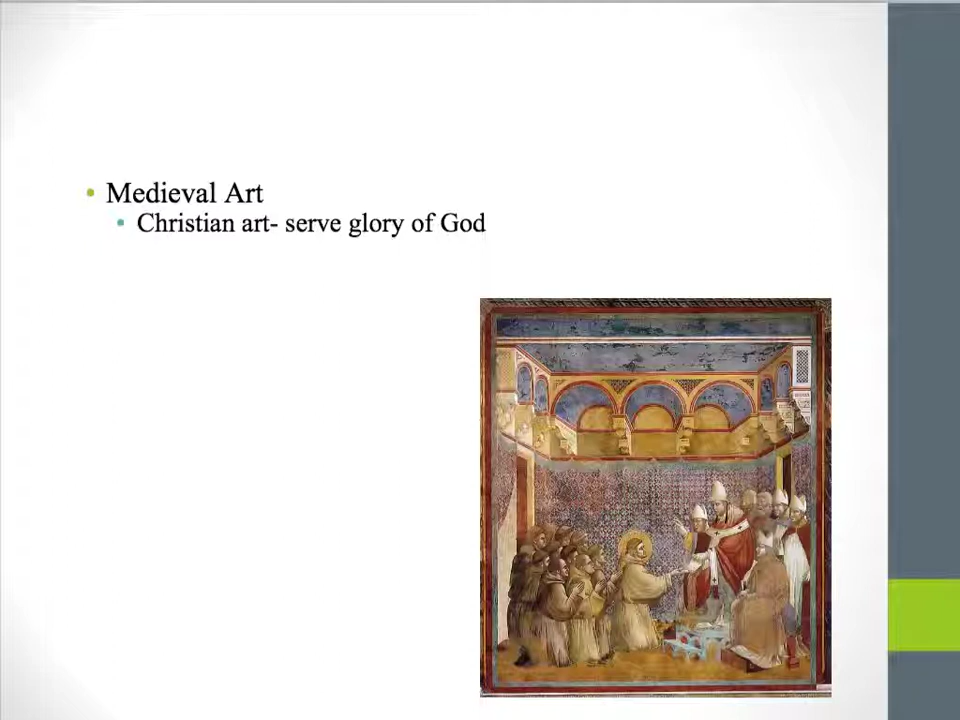 • Medieval Art
• Christian art- serve glory of God